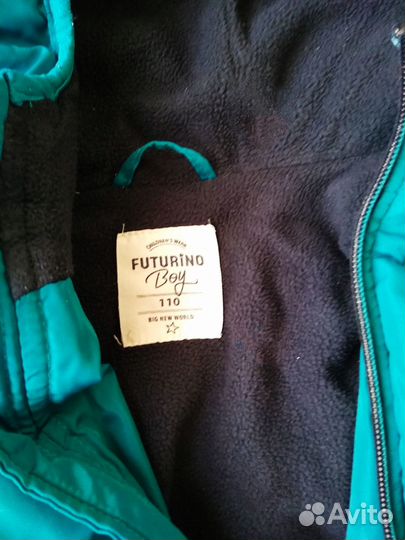 CHILDREN'S WEAR
FUTURiNO
Boy
110
BIG NEW WORLD
Avito